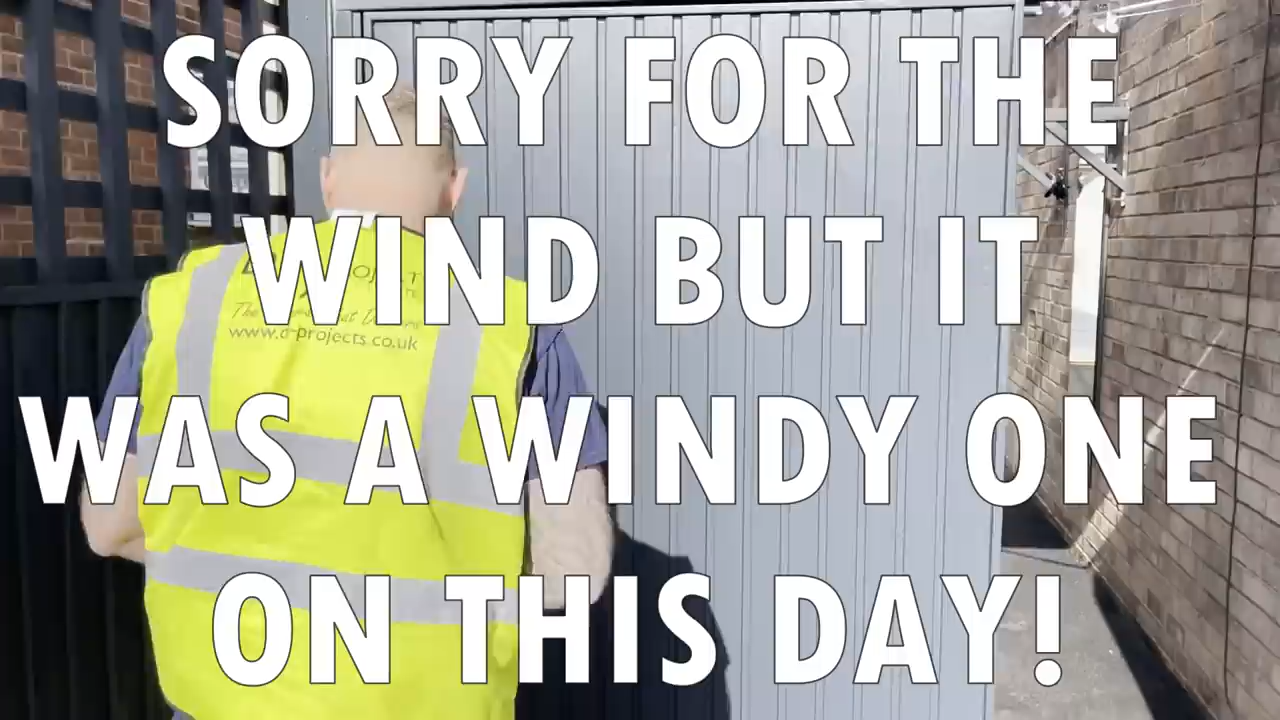 SORRY FOR THE
WIND BUT IT
WAS A WINDY ONE
ON THIS DAY!
www.d-projects.co.uk